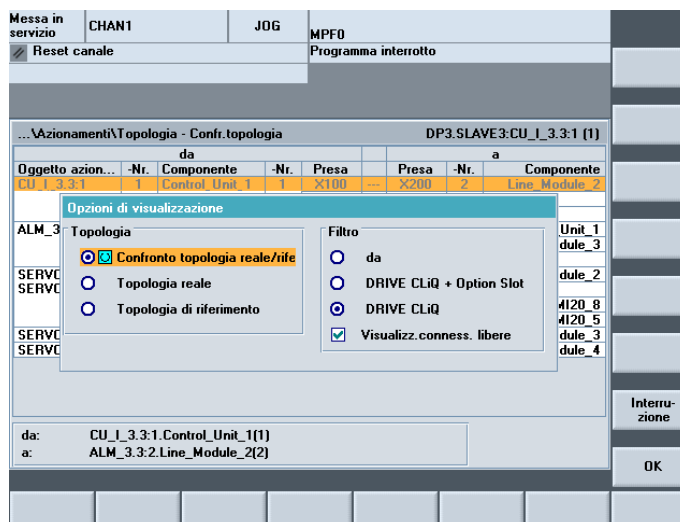 Messa in servizio
CHAN1
JOG
MPF0
Reset canale
Programma interrotto
...\Azionamenti\Topologia - Confr.topologia
DP3.SLAVE3:CU_I_3.3:1 (1)
da
a
Oggetto azion... -Nr. Componente -Nr. Presa Presa -Nr. Componente
CU_I_3.3:1 1 Control_Unit_1 1 X100 --- X200 2 Line_Module_2
Opzioni di visualizzazione
ALM_3
Unit_1
dule_3
SERVO
dule_2
SERVO
MI20_8
MI20_5
SERVO
dule_3
dule_4
Topologia
Confronto topologia reale/rife
Topologia reale
Topologia di riferimento
Filtro
da
DRIVE CLiQ + Option Slot
DRIVE CLiQ
Visualizz.conness. libere
da: CU_I_3.3:1.Control_Unit_1(1)
a: ALM_3.3:2.Line_Module_2(2)
Interru-
zione
OK